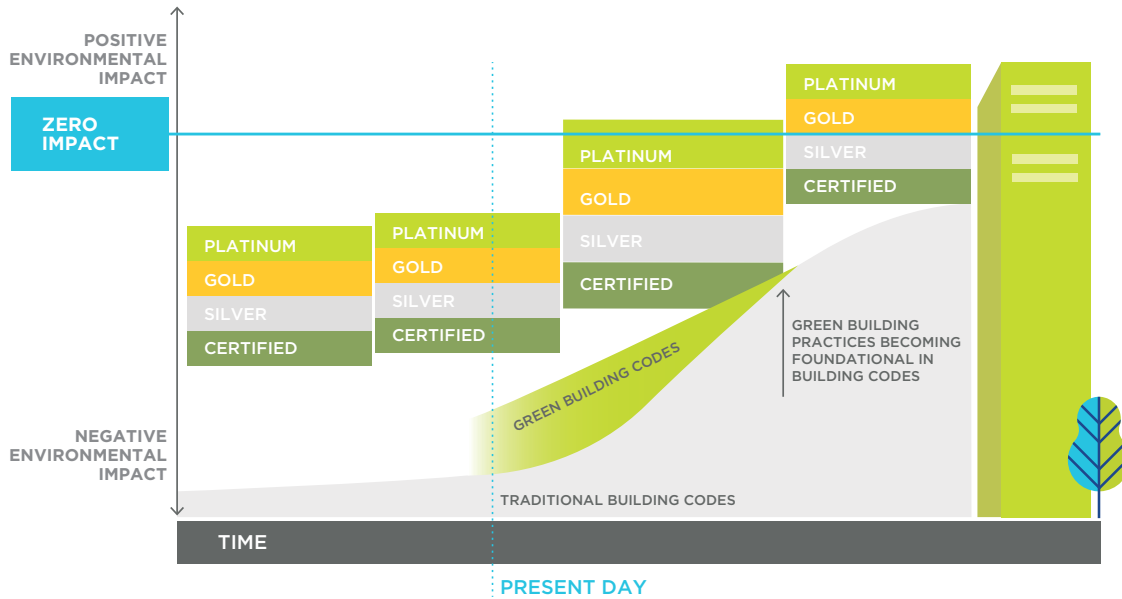 POSITIVE
ENVIRONMENTAL
IMPACT
ZERO
IMPACT
NEGATIVE
ENVIRONMENTAL
IMPACT
PLATINUM
GOLD
SILVER
CERTIFIED
PLATINUM
GOLD
SILVER
CERTIFIED
PLATINUM
GOLD
SILVER
CERTIFIED
PLATINUM
GOLD
SILVER
CERTIFIED
GREEN BUILDING CODES
GREEN BUILDING
PRACTICES BECOMING
FOUNDATIONAL IN
BUILDING CODES
TRADITIONAL BUILDING CODES
TIME
PRESENT DAY